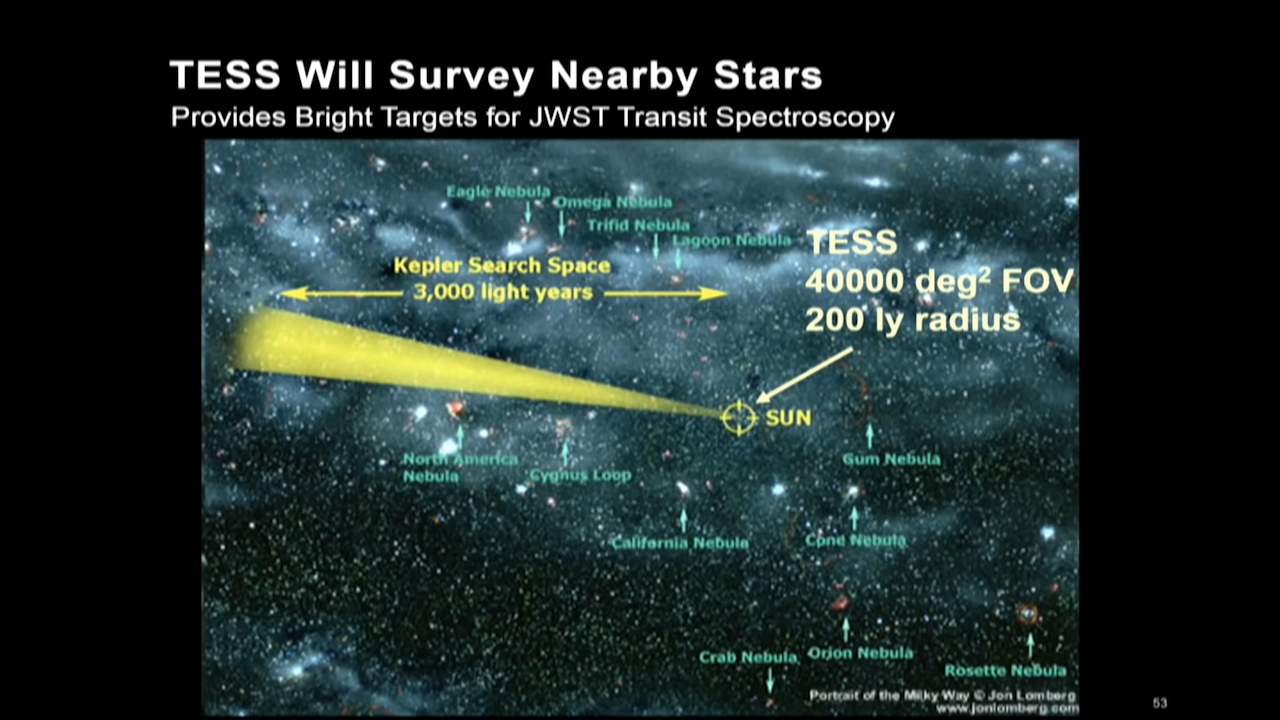 TESS Will Survey Nearby Stars
Provides Bright Targets for JWST Transit Spectroscopy
Eagle Nebula
Omega Nebula
Trifid Nebula
Lagoon Nebula
TESS
40000 deg² FOV
200 ly radius
Kepler Search Space
3,000 light years
SUN
North America
Nebula
Cygnus Loop
Gum Nebula
California Nebula
Cone Nebula
Crab Nebula
Orion Nebula
Rosette Nebula
Portrait of the Milky Way © Jon Lomberg
www.jonlomberg.com
53